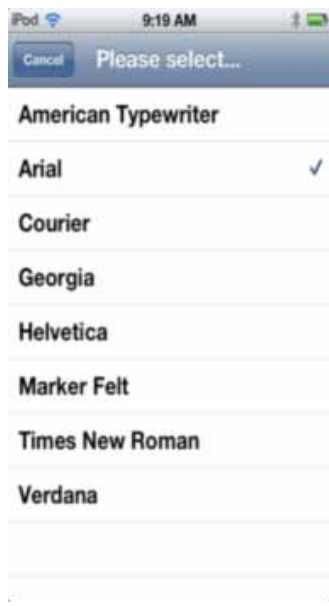 iPod 9:19 AM
Cancel Please select...
American Typewriter
Arial
Courier
Georgia
Helvetica
Marker Felt
Times New Roman
Verdana